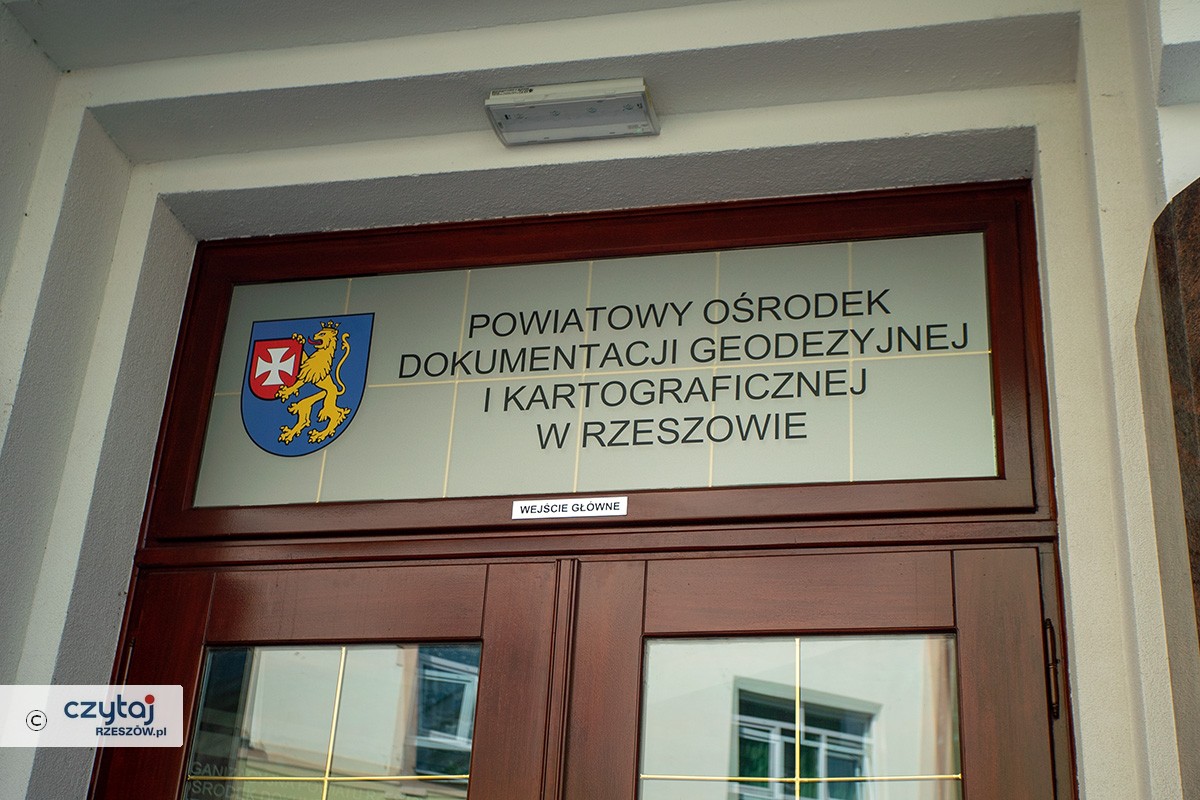 POWIATOWY OŚRODEK
DOKUMENTACJI GEODEZYJNEJ
I KARTOGRAFICZNEJ
W RZESZOWIE
WEJŚCIE GŁÓWNE
© czytaj
RZESZÓW.pl